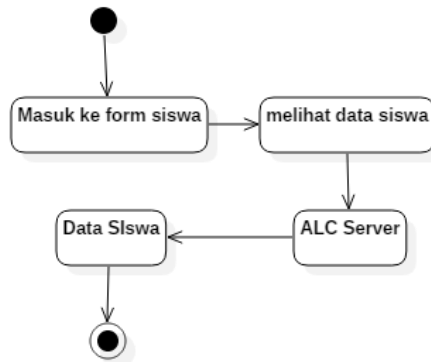 Masuk ke form siswa
melihat data siswa
ALC Server
Data SIswa